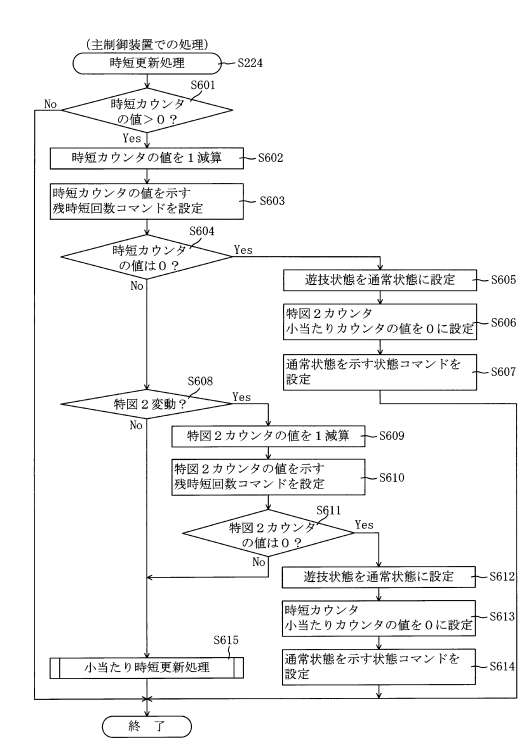 (主制御装置での処理)
時短更新処理
S224
S601
時短カウンタ
の値>0?
No
Yes
時短カウンタの値を1減算
S602
時短カウンタの値を示す
残時短回数コマンドを設定
S603
S604
時短カウンタ
の値は0?
Yes
No
遊技状態を通常状態に設定
S605
特図2カウンタ
小当たりカウンタの値を0に設定
S606
通常状態を示す状態コマンドを
設定
S607
S608
特図2変動?
Yes
No
特図2カウンタの値を1減算
S609
特図2カウンタの値を示す
残時短回数コマンドを設定
S610
S611
特図2カウンタ
の値は0?
Yes
No
遊技状態を通常状態に設定
S612
時短カウンタ
小当たりカウンタの値を0に設定
S613
通常状態を示す状態コマンドを
設定
S614
S615
小当たり時短更新処理
終 了